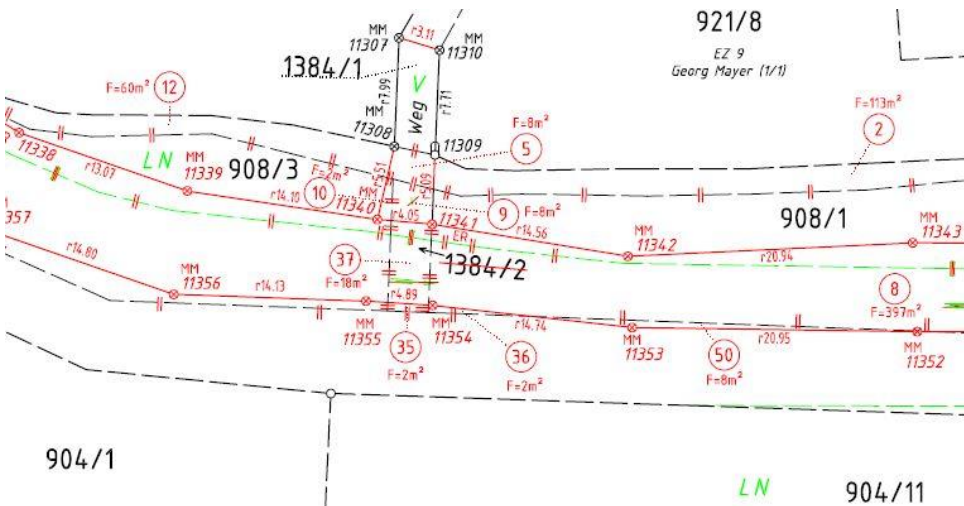 921/8
EZ 9
Georg Mayer (1/1)
MM
11307
r3.11
MM
11310
1384/1
V
Weg
r7.99
r7.71
F=60m²
12
MM
11308
11309
F=8m²
5
F=113m²
2
11338
LN
908/3
r13.07
MM
11339
F=2m²
10
r5.09
MM
11340
r4.05
11341
9
F=8m²
908/1
r14.10
ER
r14.56
MM
11342
r20.94
MM
11343
37
F=18m²
1384/2
8
F=397m²
r14.80
MM
11356
r14.13
r4.89
MM
11355
MM
11354
r14.74
MM
11353
r20.95
MM
11352
35
F=2m²
36
F=2m²
50
F=8m²
904/1
LN
904/11